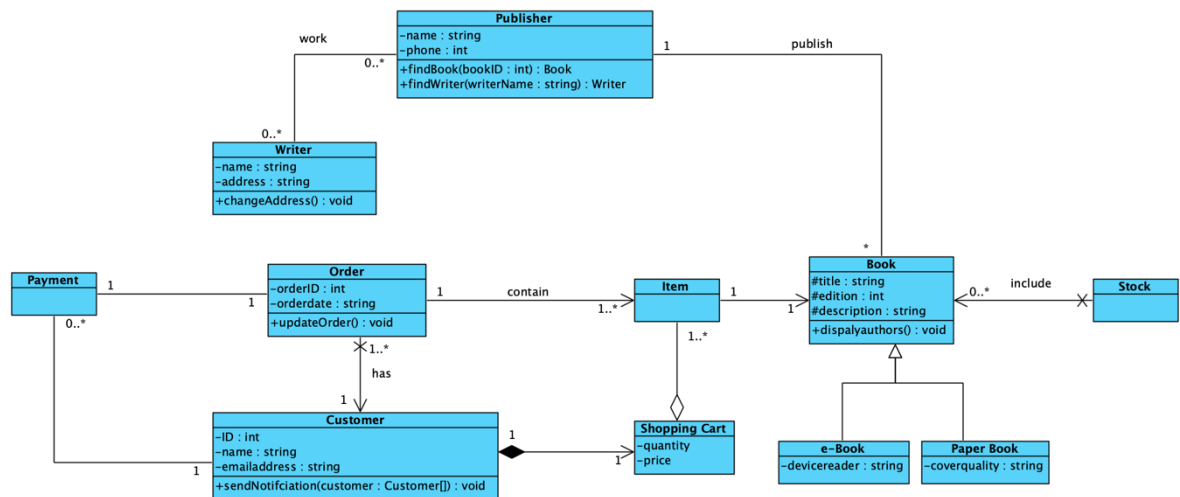 Publisher
-name : string
-phone : int
+findBook(bookID : int) : Book
+findWriter(writerName : string) : Writer
work
0..*
1
publish
0..*
Writer
-name : string
-address : string
+changeAddress() : void
*
Payment
1
1
0..*
Order
-orderID : int
-orderdate : string
+updateOrder() : void
1
contain
1..*
Item
1
1
1..*
Book
#title : string
#edition : int
#description : string
+dispalyauthors() : void
0..*
include
Stock
1..*
has
1
Customer
-ID : int
-name : string
-emailaddress : string
+sendNotifciation(customer : Customer[]) : void
1
1
1
Shopping Cart
-quantity
-price
e-Book
-devicereader : string
Paper Book
-coverquality : string